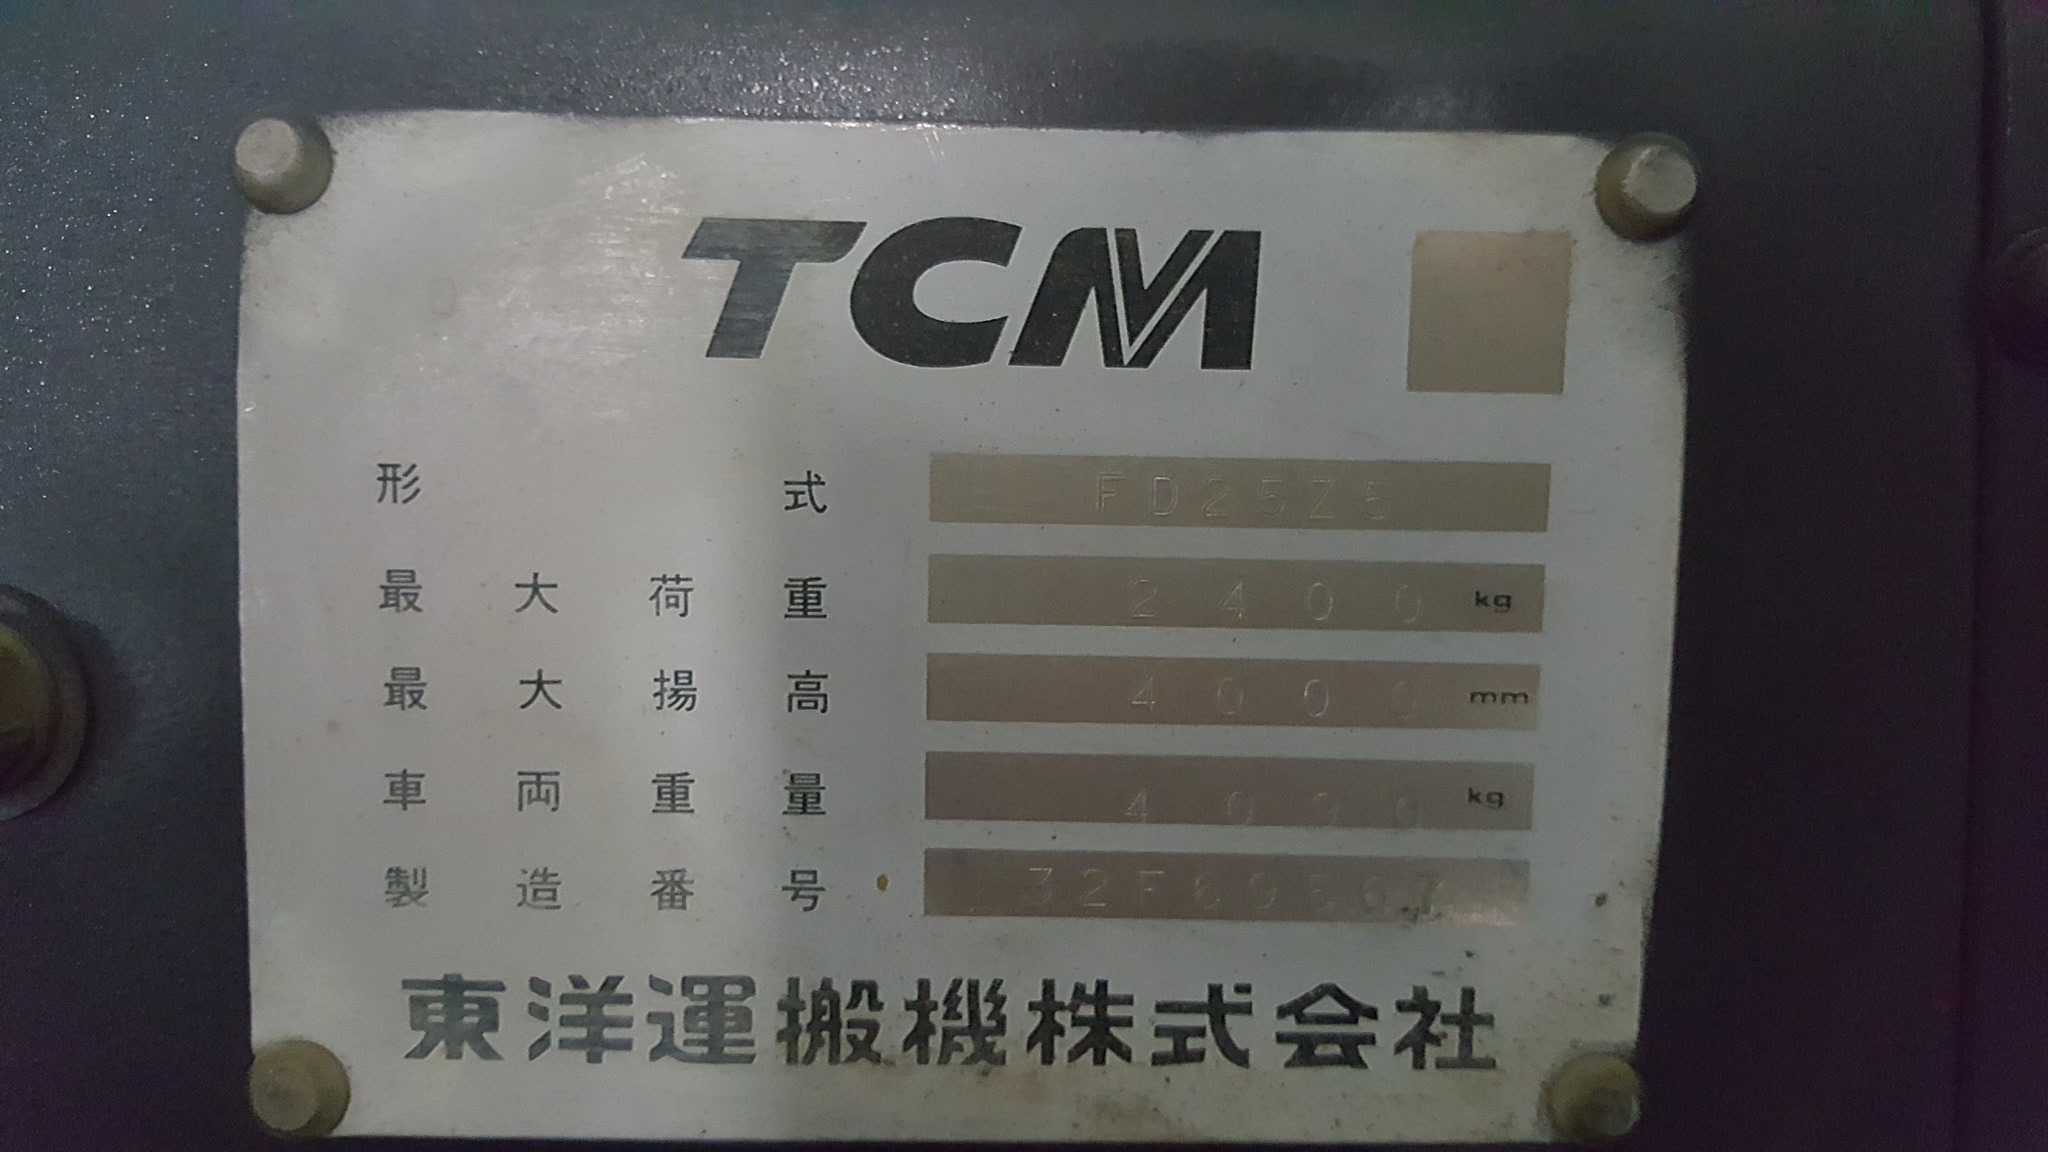 TCM
形式 FD25Z5
最大荷重 2400 kg
最大揚高 4000 mm
車両重量 kg
製造番号
東洋運搬機株式会社